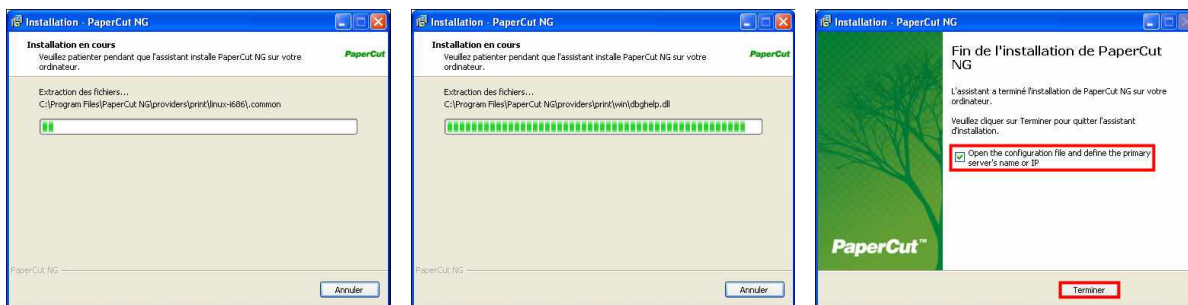 Installation - PaperCut NG
Installation en cours
Veuillez patienter pendant que l'assistant installe PaperCut NG sur votre
ordinateur.
PaperCut
Extraction des fichiers...
C:\Program Files\PaperCut NG\providers\print\linux-i686\.common
PaperCut NG
Annuler
Installation - PaperCut NG
Installation en cours
Veuillez patienter pendant que l'assistant installe PaperCut NG sur votre
ordinateur.
PaperCut
Extraction des fichiers...
C:\Program Files\PaperCut NG\providers\print\win\dbghelp.dll
PaperCut NG
Annuler
Installation - PaperCut NG
Fin de l'installation de PaperCut
NG
L'assistant a terminé l'installation de PaperCut NG sur votre
ordinateur.
Veuillez cliquer sur Terminer pour quitter l'assistant
d'installation.
Open the configuration file and define the primary
server's name or IP
PaperCut™
Terminer